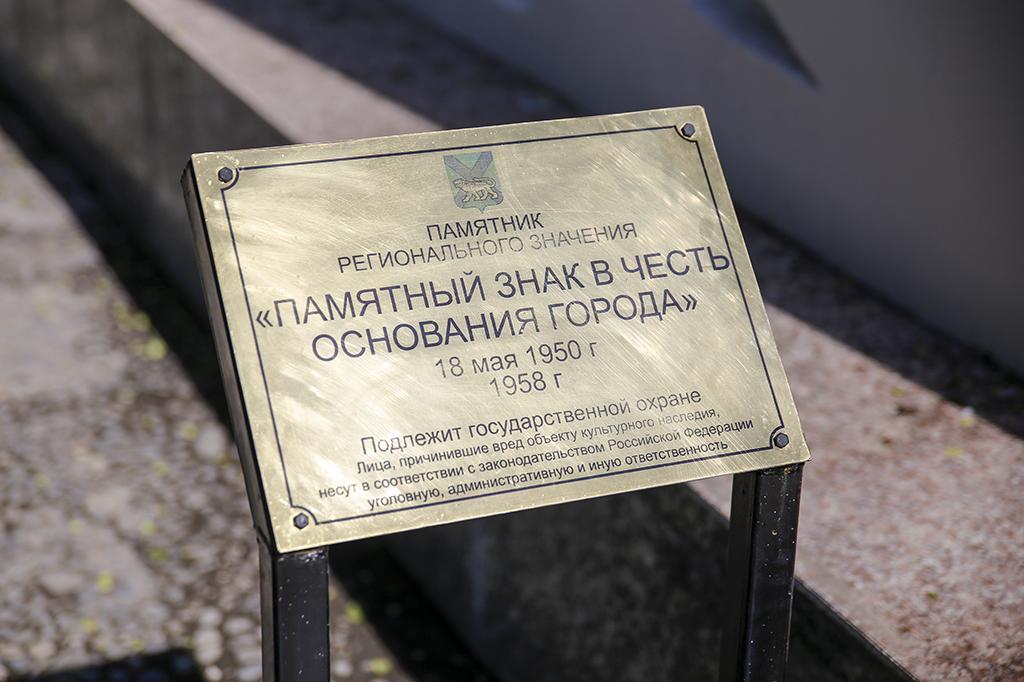 ПАМЯТНИК
РЕГИОНАЛЬНОГО ЗНАЧЕНИЯ
«ПАМЯТНЫЙ ЗНАК В ЧЕСТЬ
ОСНОВАНИЯ ГОРОДА»
18 мая 1950 г
1958 г
Подлежит государственной охране
Лица, причинившие вред объекту культурного наследия,
несут в соответствии с законодательством Российской Федерации
уголовную, административную и иную ответственность